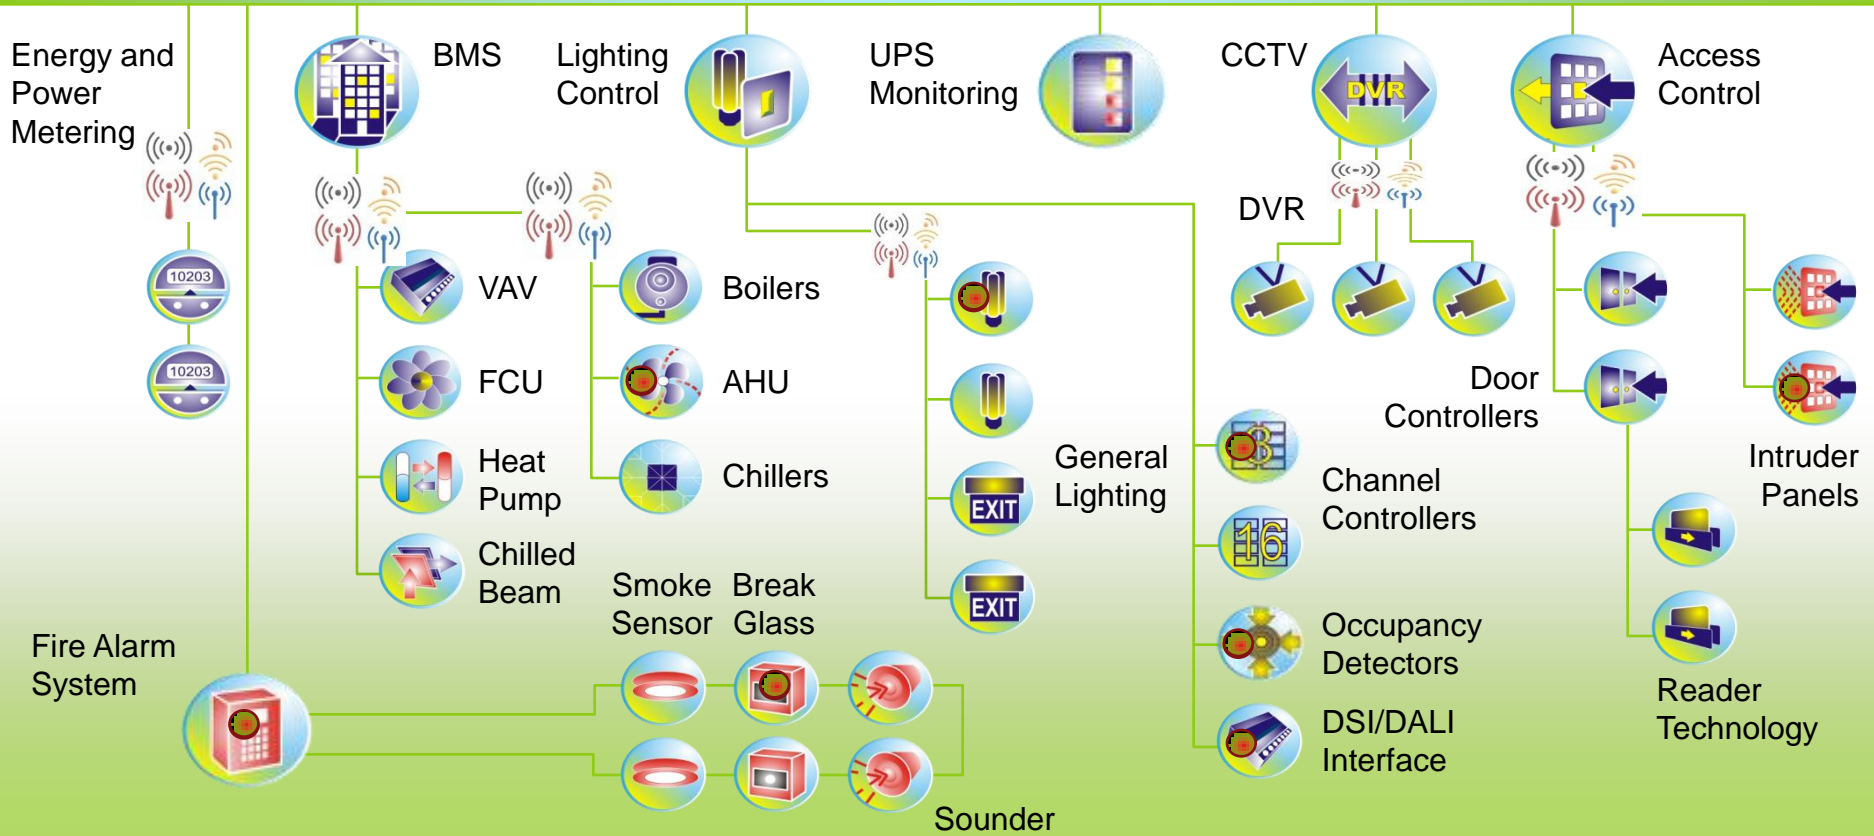 Energy and
Power
Metering
BMS
Lighting
Control
UPS
Monitoring
CCTV
DVR
Access
Control
DVR
10203
10203
VAV
FCU
Heat
Pump
Chilled
Beam
Boilers
AHU
Chillers
EXIT
EXIT
General
Lighting
8
16
Channel
Controllers
Occupancy
Detectors
DSI/DALI
Interface
Door
Controllers
Intruder
Panels
Reader
Technology
Fire Alarm
System
Smoke
Sensor
Break
Glass
Sounder